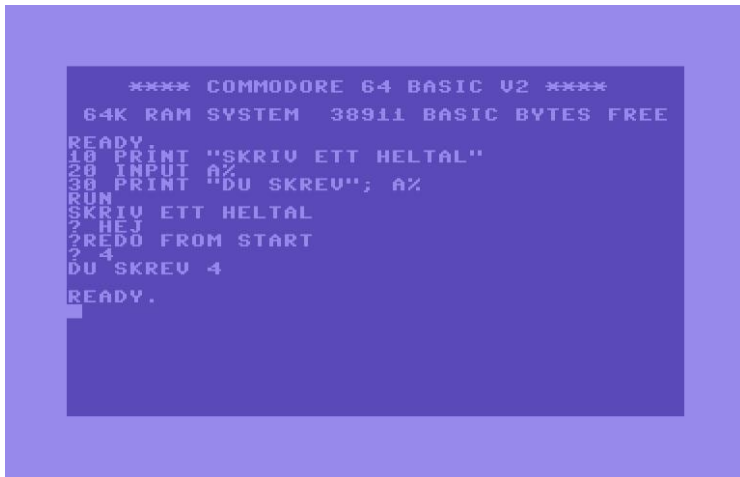 **** COMMODORE 64 BASIC V2 ****
64K RAM SYSTEM 38911 BASIC BYTES FREE
READY.
10 PRINT "SKRIV ETT HELTAL"
20 INPUT A%
30 PRINT "DU SKREV"; A%
RUN
SKRIV ETT HELTAL
? HEJ
?REDO FROM START
? 4
DU SKREV 4
READY.